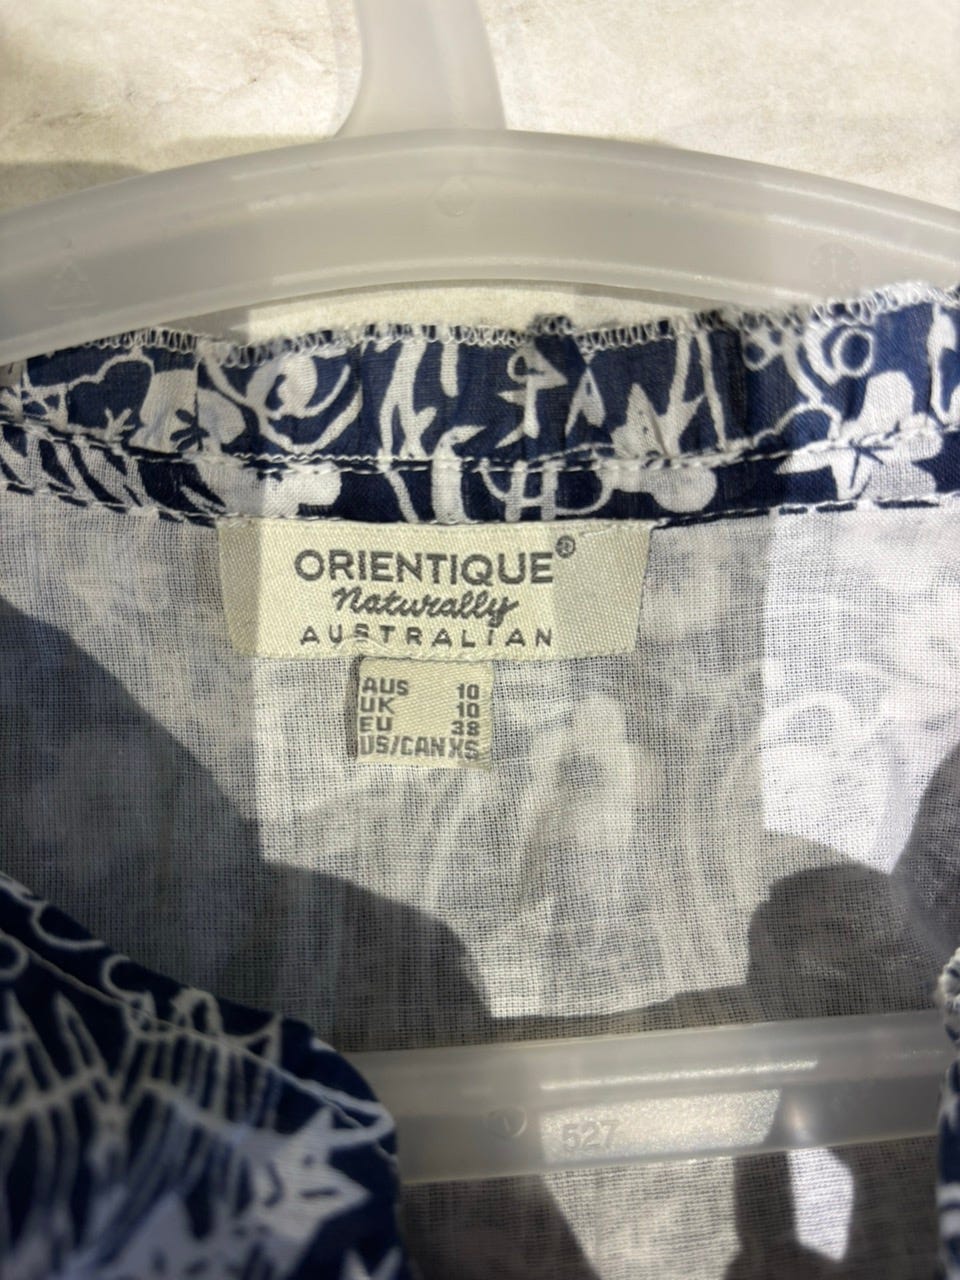 ORIENTIQUE®
Naturally
AUSTRALIAN
AUS 10
UK 10
EU 38
US/CAN XS
527